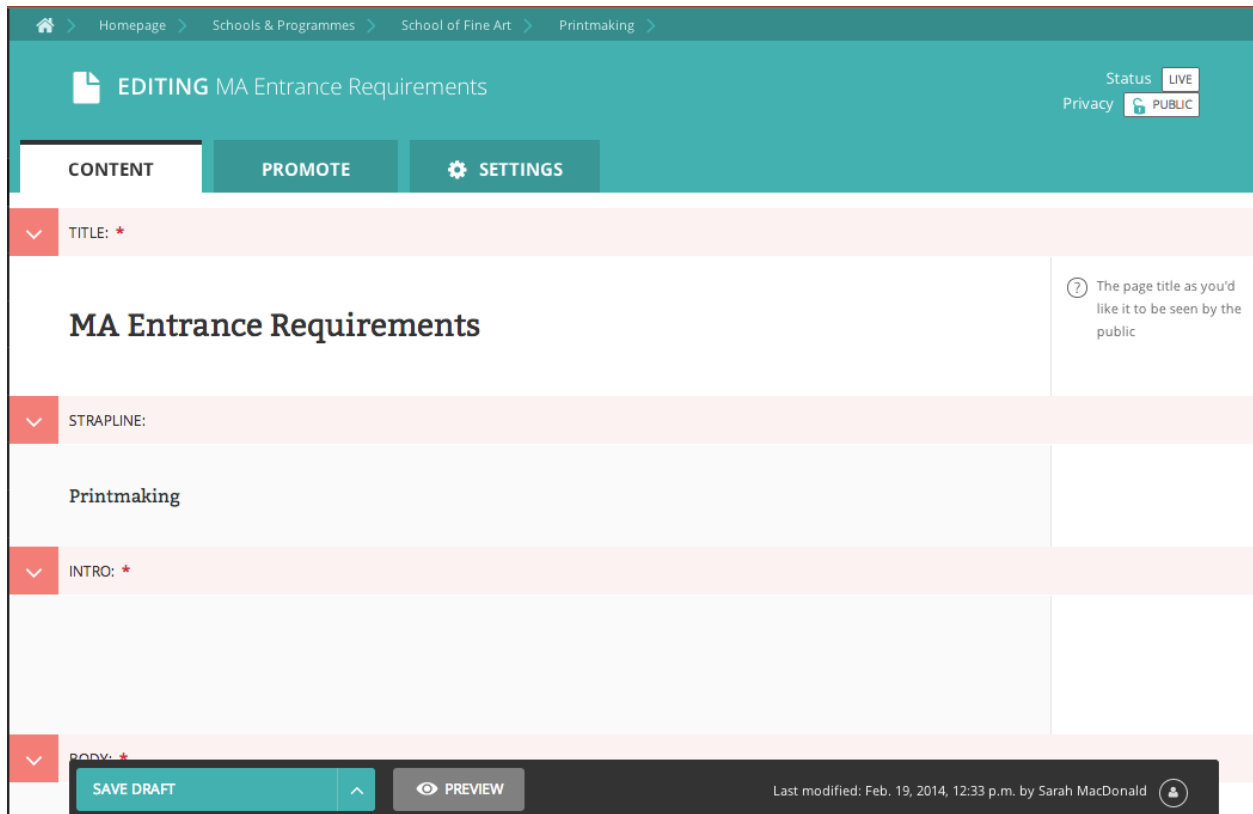 Homepage Schools & Programmes School of Fine Art Printmaking
EDITING MA Entrance Requirements
Status LIVE
Privacy PUBLIC
CONTENT PROMOTE SETTINGS
TITLE: *
MA Entrance Requirements
? The page title as you'd
like it to be seen by the
public
STRAPLINE:
Printmaking
INTRO: *
BODY: *
SAVE DRAFT PREVIEW Last modified: Feb. 19, 2014, 12:33 p.m. by Sarah MacDonald